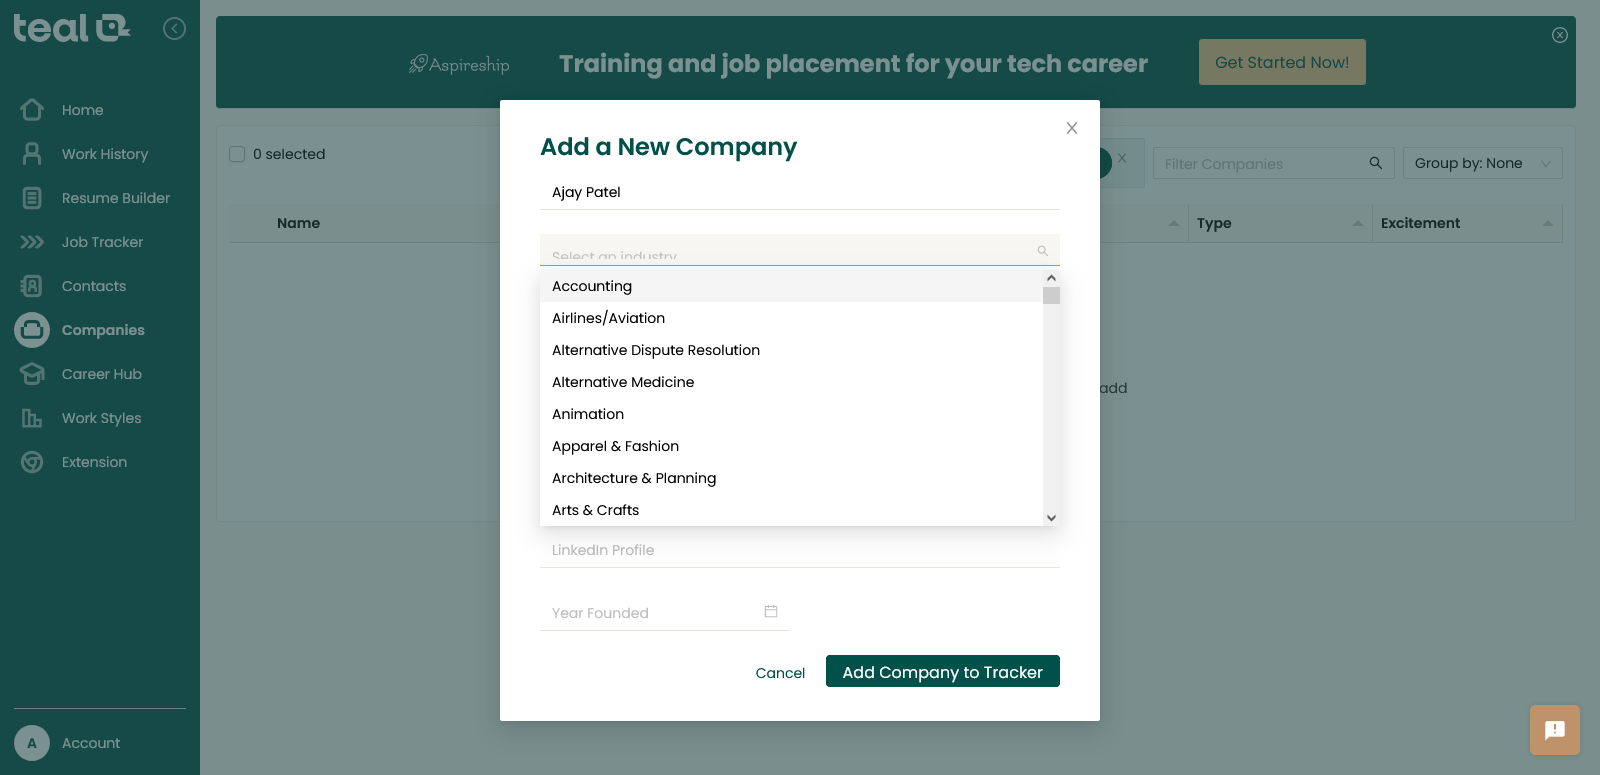 teal
Home
Work History
Resume Builder
Job Tracker
Contacts
Companies
Career Hub
Work Styles
Extension
A Account
Aspireship
Training and job placement for your tech career
Get Started Now!
0 selected
Filter Companies
Group by: None
Name
Type
Excitement
add
Add a New Company
Ajay Patel
Select an industry
Accounting
Airlines/Aviation
Alternative Dispute Resolution
Alternative Medicine
Animation
Apparel & Fashion
Architecture & Planning
Arts & Crafts
LinkedIn Profile
Year Founded
Cancel
Add Company to Tracker